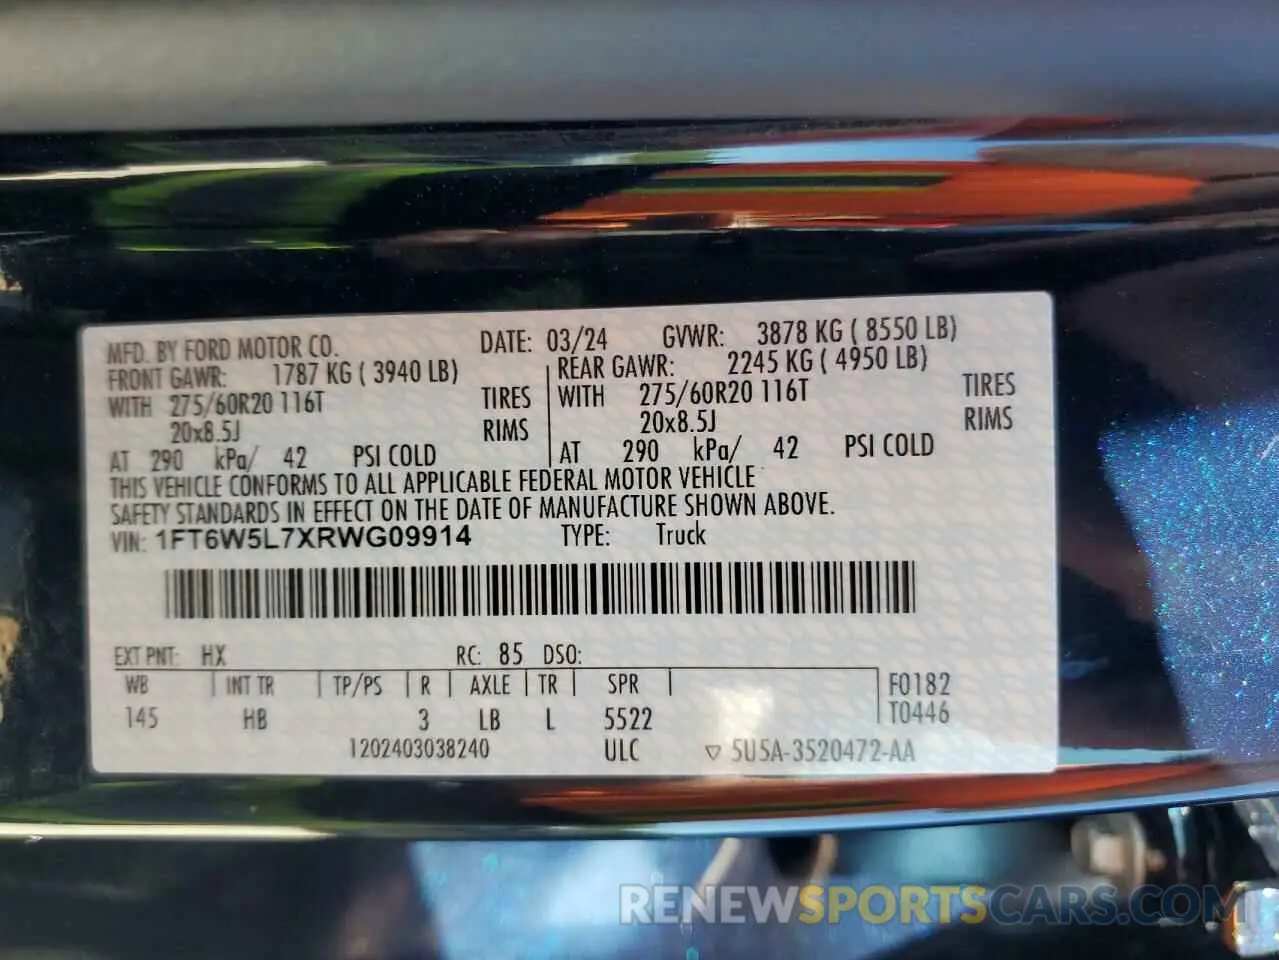 MFD. BY FORD MOTOR CO. DATE: 03/24 GVWR: 3878 KG ( 8550 LB)
FRONT GAWR: 1787 KG ( 3940 LB) REAR GAWR: 2245 KG ( 4950 LB)
WITH 275/60R20 116T TIRES WITH 275/60R20 116T TIRES
20x8.5J RIMS 20x8.5J RIMS
AT 290 kPa/ 42 PSI COLD AT 290 kPa/ 42 PSI COLD
THIS VEHICLE CONFORMS TO ALL APPLICABLE FEDERAL MOTOR VEHICLE
SAFETY STANDARDS IN EFFECT ON THE DATE OF MANUFACTURE SHOWN ABOVE.
VIN: 1FT6W5L7XRWG09914 TYPE: Truck
EXT PNT: HX RC: 85 DSO:
WB INT TR TP/PS R AXLE TR SPR F0182
145 HB 3 LB L 5522 T0446
1202403038240 ULC ▽ 5U5A-3520472-AA
RENEWSPORTSCARS.COM